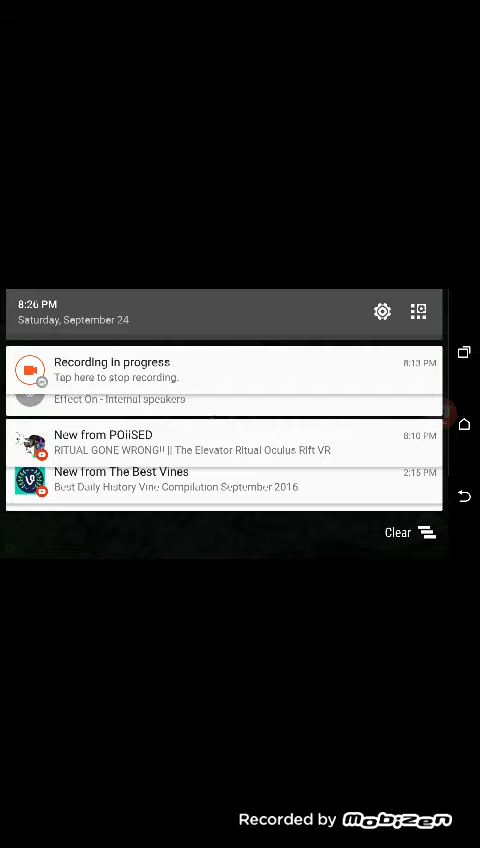 8:26 PM
Saturday, September 24
Recording in progress
8:13 PM
Tap here to stop recording.
Effect On - Internal speakers
New from POiiSED
8:10 PM
RITUAL GONE WRONG!! || The Elevator Ritual Oculus Rift VR
New from The Best Vines
2:15 PM
Best Daily History Vine Compilation September 2016
Clear
Recorded by Mobizen